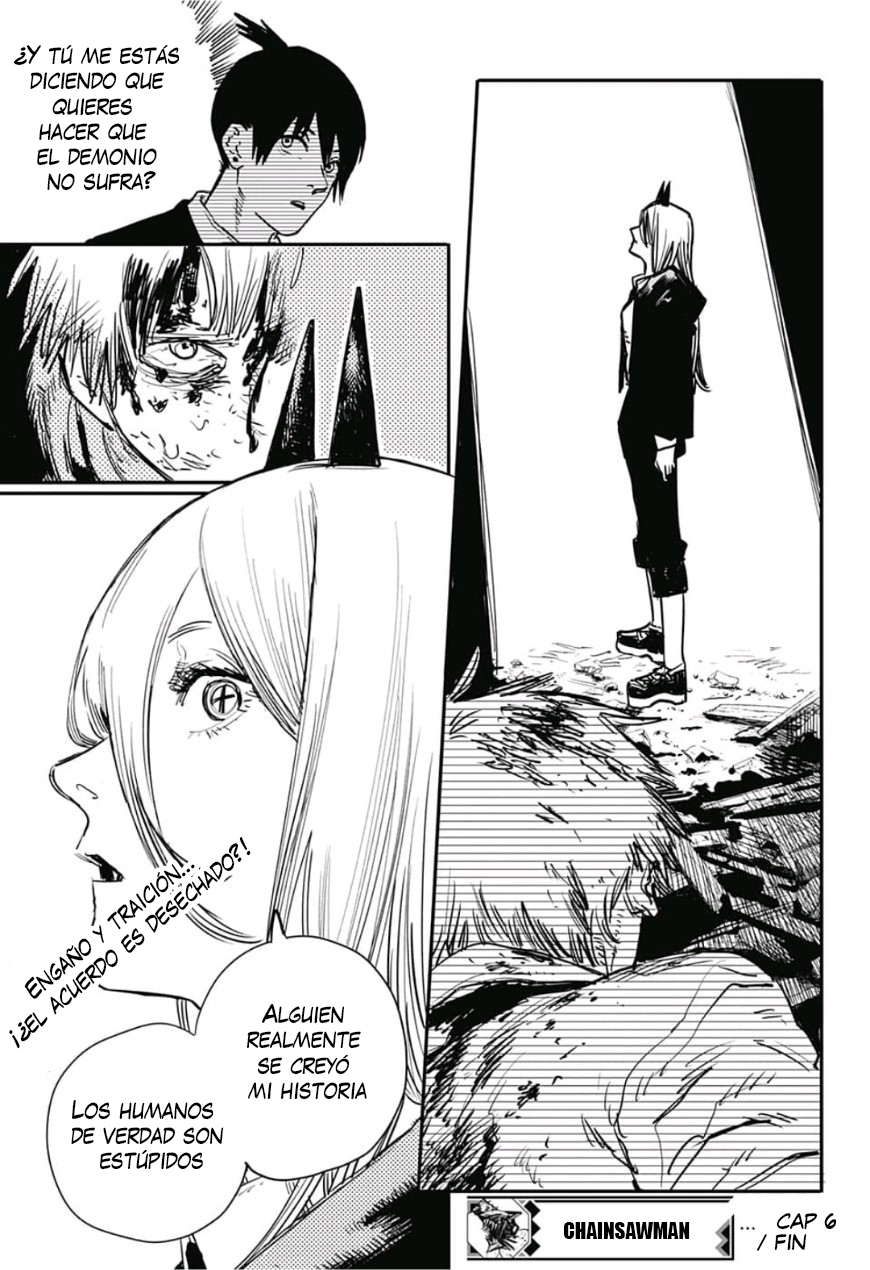 ¿Y TÚ ME ESTÁS
DICIENDO QUE
QUIERES
HACER QUE
EL DEMONIO
NO SUFRA?
ALGUIEN
REALMENTE
SE CREYÓ
MI HISTORIA
LOS HUMANOS
DE VERDAD SON
ESTÚPIDOS
ENGAÑO Y TRAICIÓN...
¡¿EL ACUERDO ES DESECHADO?!
CHAINSAWMAN
... CAP 6
/ FIN